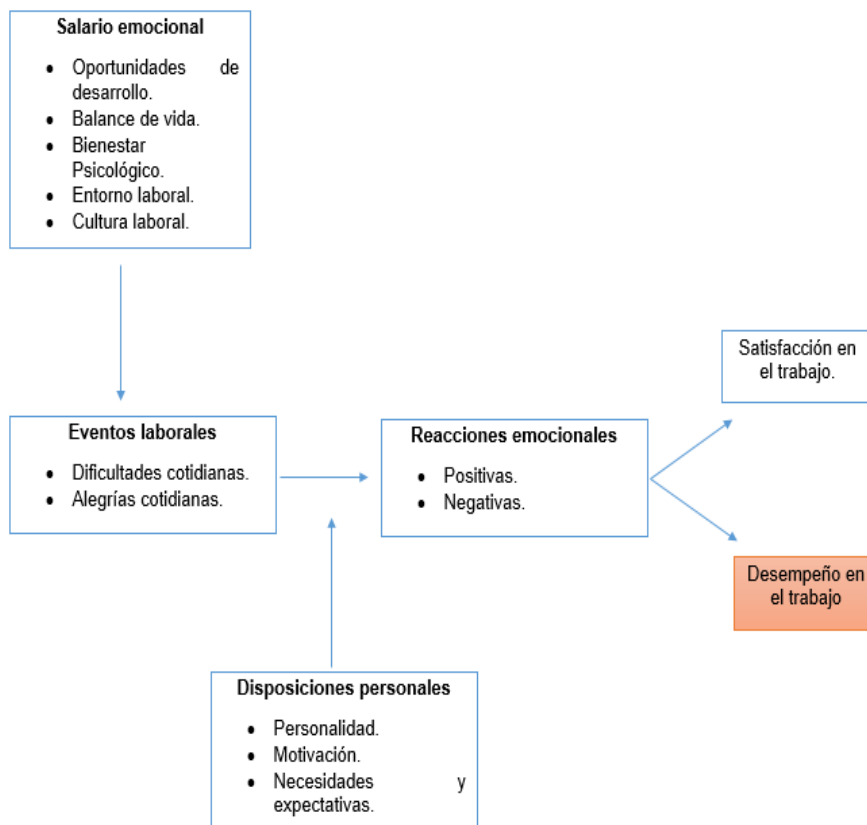 Salario emocional
• Oportunidades de
desarrollo.
• Balance de vida.
• Bienestar
Psicológico.
• Entorno laboral.
• Cultura laboral.
Satisfacción en
el trabajo.
Eventos laborales
• Dificultades cotidianas.
• Alegrías cotidianas.
Reacciones emocionales
• Positivas.
• Negativas.
Desempeño en
el trabajo
Disposiciones personales
• Personalidad.
• Motivación.
• Necesidades y
expectativas.